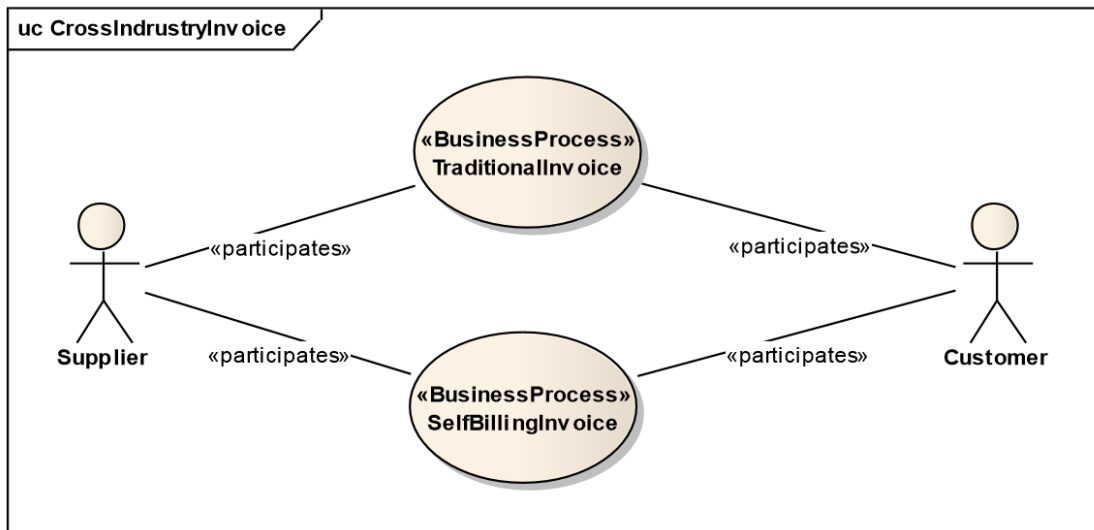 uc CrossIndrustryInvoice
«BusinessProcess»
TraditionalInvoice
«participates»
«participates»
Supplier
Customer
«participates»
«participates»
«BusinessProcess»
SelfBillingInvoice